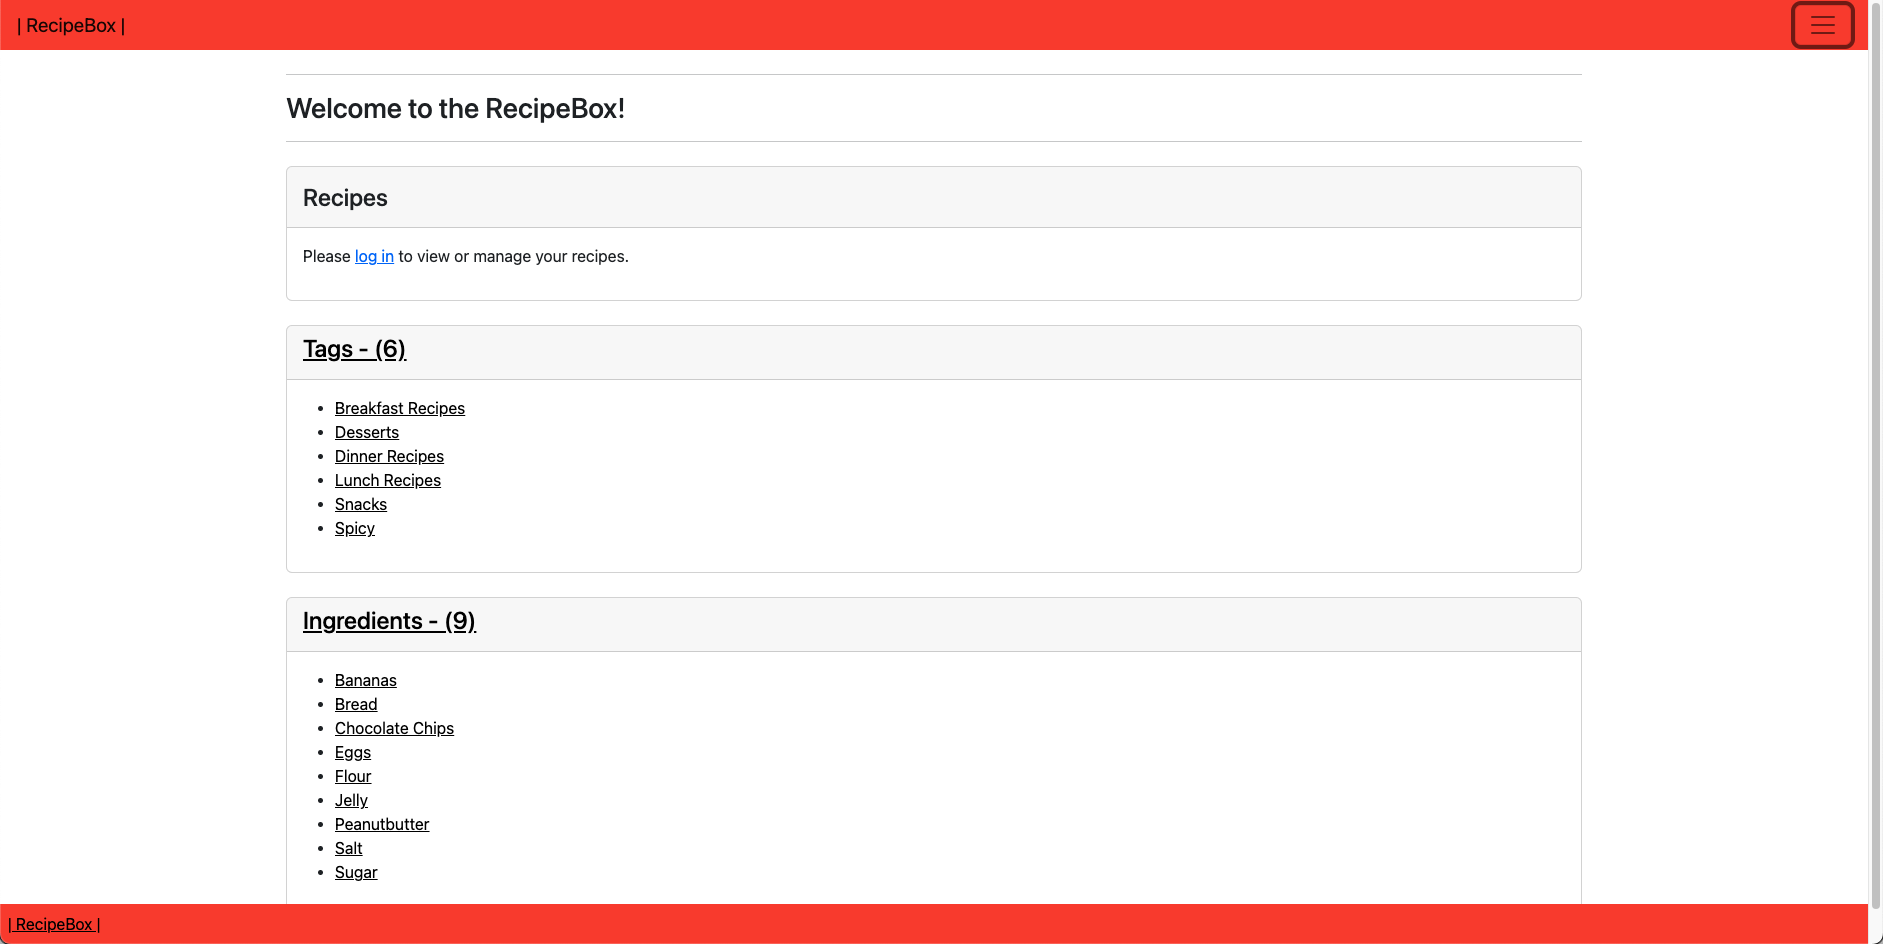 | RecipeBox |
Welcome to the RecipeBox!
Recipes
Please log in to view or manage your recipes.
Tags - (6)
Breakfast Recipes
Desserts
Dinner Recipes
Lunch Recipes
Snacks
Spicy
Ingredients - (9)
Bananas
Bread
Chocolate Chips
Eggs
Flour
Jelly
Peanutbutter
Salt
Sugar
| RecipeBox |